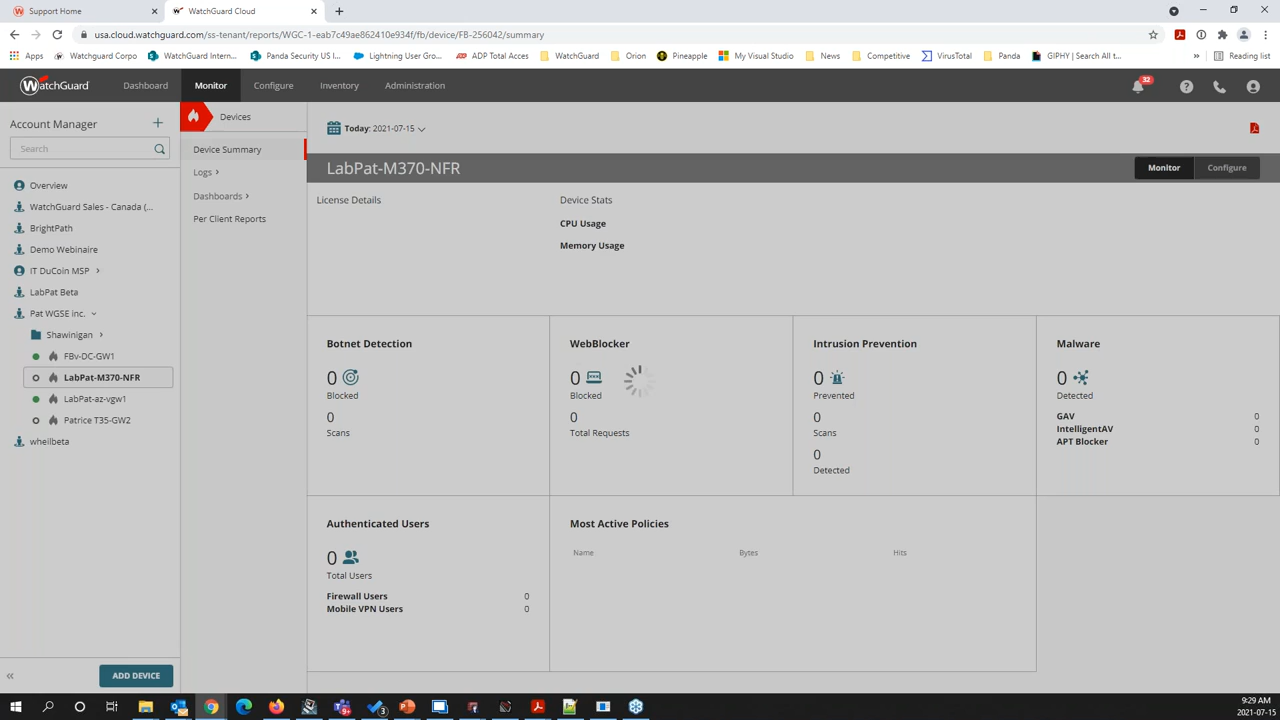 Support Home
WatchGuard Cloud
usa.cloud.watchguard.com/ss-tenant/reports/WGC-1-eab7c49ae862410e934f/fb/device/FB-256042/summary
Apps
Watchguard Corpo
WatchGuard Intern...
Panda Security US I...
Lightning User Gro...
ADP Total Acces
WatchGuard
Orion
Pineapple
My Visual Studio
News
Competitive
VirusTotal
Panda
GIPHY | Search All t...
»
Reading list
WatchGuard
Dashboard
Monitor
Configure
Inventory
Administration
32
Account Manager
Search
Overview
WatchGuard Sales - Canada (...
BrightPath
Demo Webinaire
IT DuCoin MSP
LabPat Beta
Pat WGSE inc.
Shawinigan
FBv-DC-GW1
LabPat-M370-NFR
LabPat-az-vgw1
Patrice T35-GW2
wheilbeta
ADD DEVICE
Devices
Device Summary
Logs
Dashboards
Per Client Reports
Today: 2021-07-15
LabPat-M370-NFR
Monitor
Configure
License Details
Device Stats
CPU Usage
Memory Usage
Botnet Detection
0
Blocked
0
Scans
WebBlocker
0
Blocked
0
Total Requests
Intrusion Prevention
0
Prevented
0
Scans
0
Detected
Malware
0
Detected
GAV 0
IntelligentAV 0
APT Blocker 0
Authenticated Users
0
Total Users
Firewall Users 0
Mobile VPN Users 0
Most Active Policies
Name Bytes Hits
9:29 AM
2021-07-15